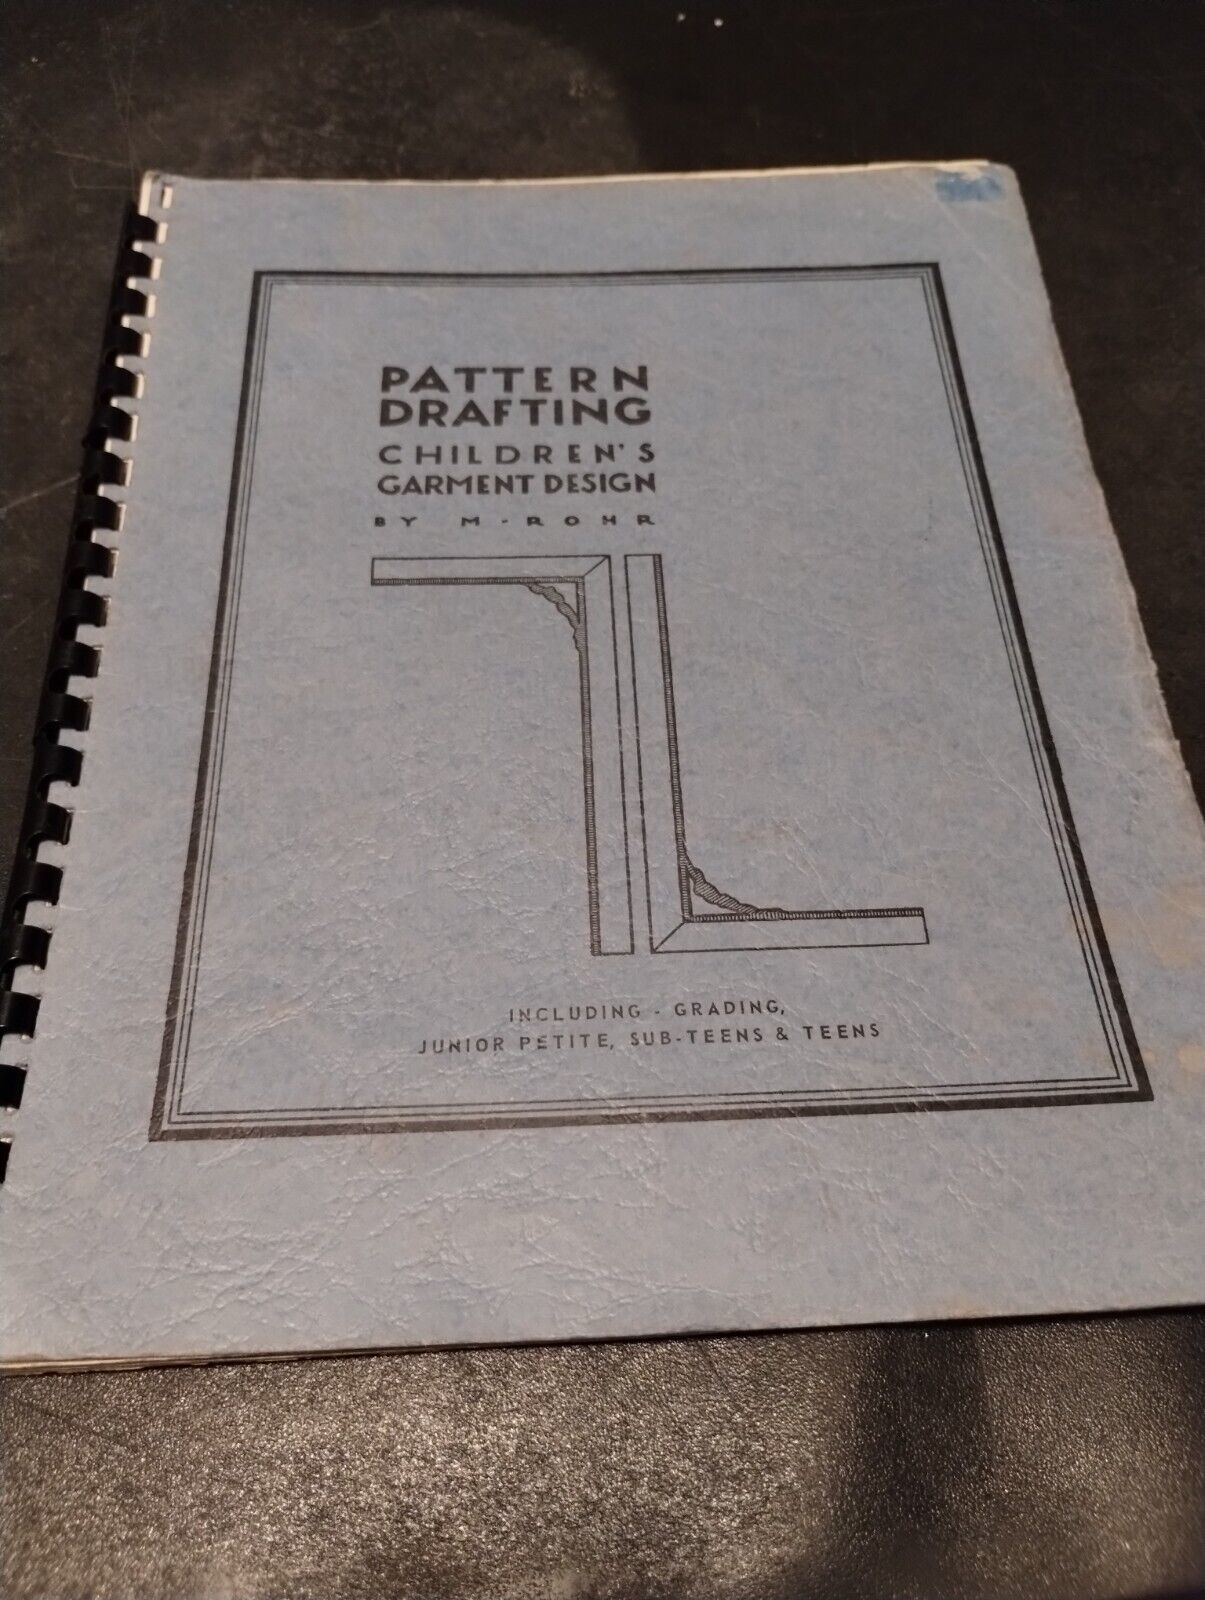 PATTERN
DRAFTING
CHILDREN'S
GARMENT DESIGN
BY M-ROHR
INCLUDING - GRADING,
JUNIOR PETITE, SUB-TEENS & TEENS